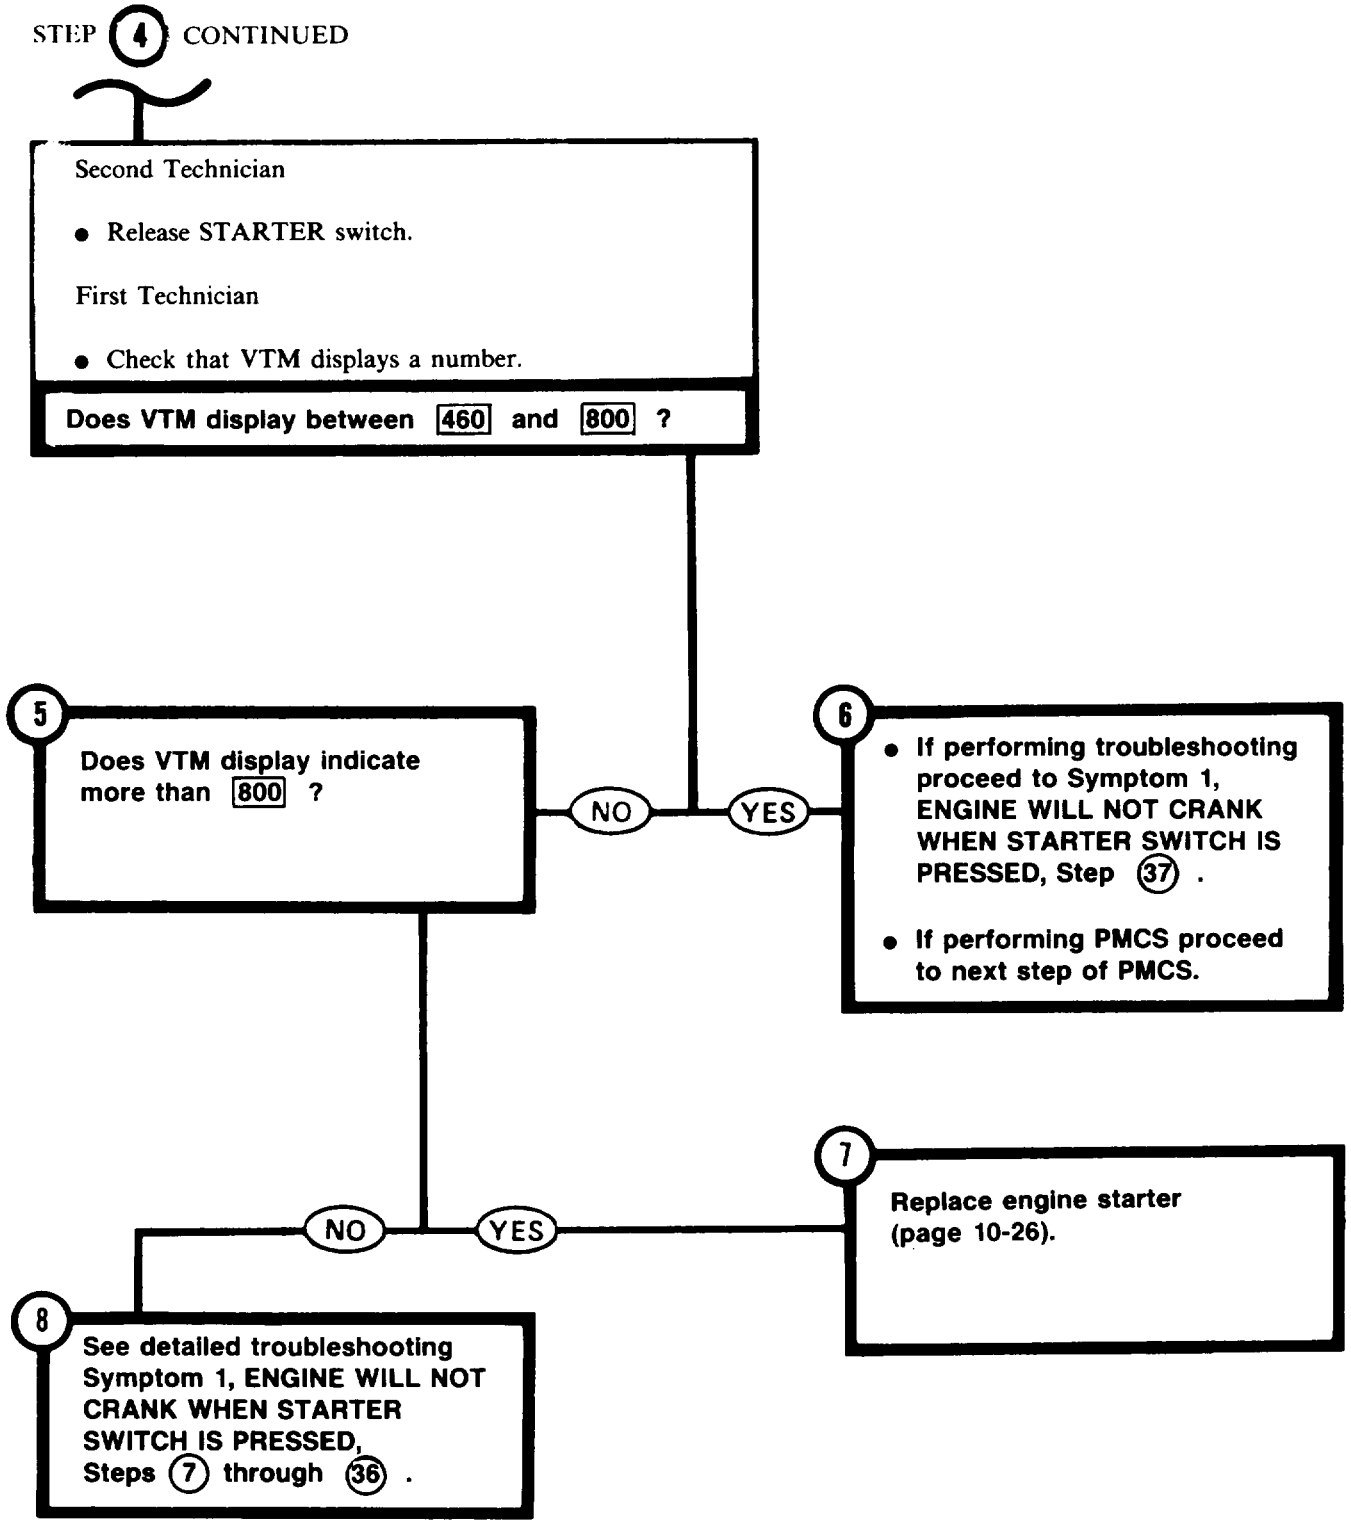 STEP 4 CONTINUED
Second Technician
● Release STARTER switch.
First Technician
● Check that VTM displays a number.
Does VTM display between 460 and 800 ?
5
Does VTM display indicate
more than 800 ?
NO
YES
6
● If performing troubleshooting
proceed to Symptom 1,
ENGINE WILL NOT CRANK
WHEN STARTER SWITCH IS
PRESSED, Step 37 .
● If performing PMCS proceed
to next step of PMCS.
NO
YES
7
Replace engine starter
(page 10-26).
8
See detailed troubleshooting
Symptom 1, ENGINE WILL NOT
CRANK WHEN STARTER
SWITCH IS PRESSED,
Steps 7 through 36 .